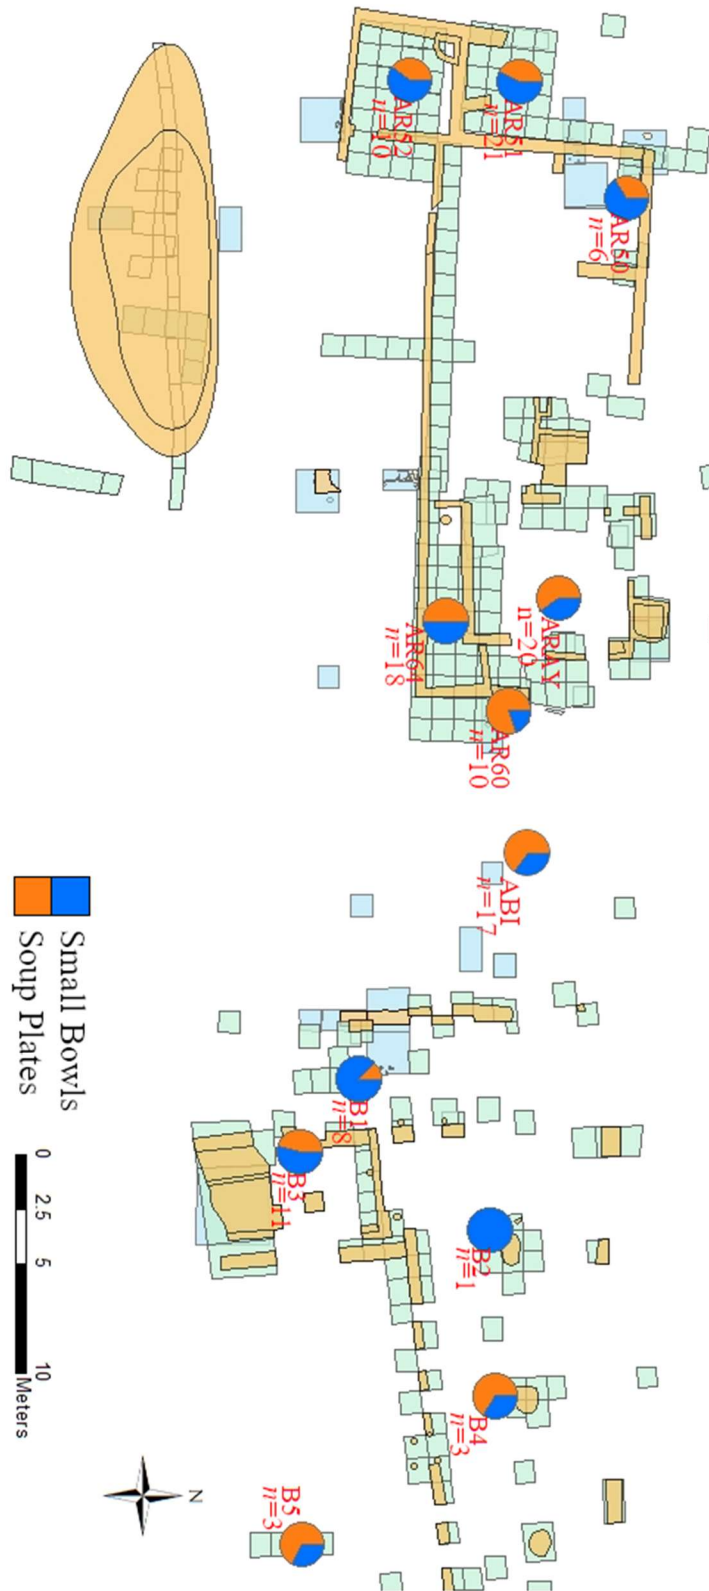 AR52
n=10
AR51
n=21
AR50
n=6
AR64
n=18
ARAY
n=20
AR60
n=10
ABI
n=17
B1
n=8
B3
n=11
B2
n=1
B4
n=3
B5
n=3
Small Bowls
Soup Plates
0 2.5 5 10
Meters
N